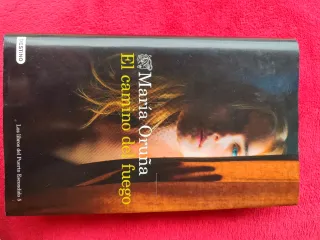 DESTINO
María Oruña
El camino del fuego
Los libros del Puerto Escondido 5